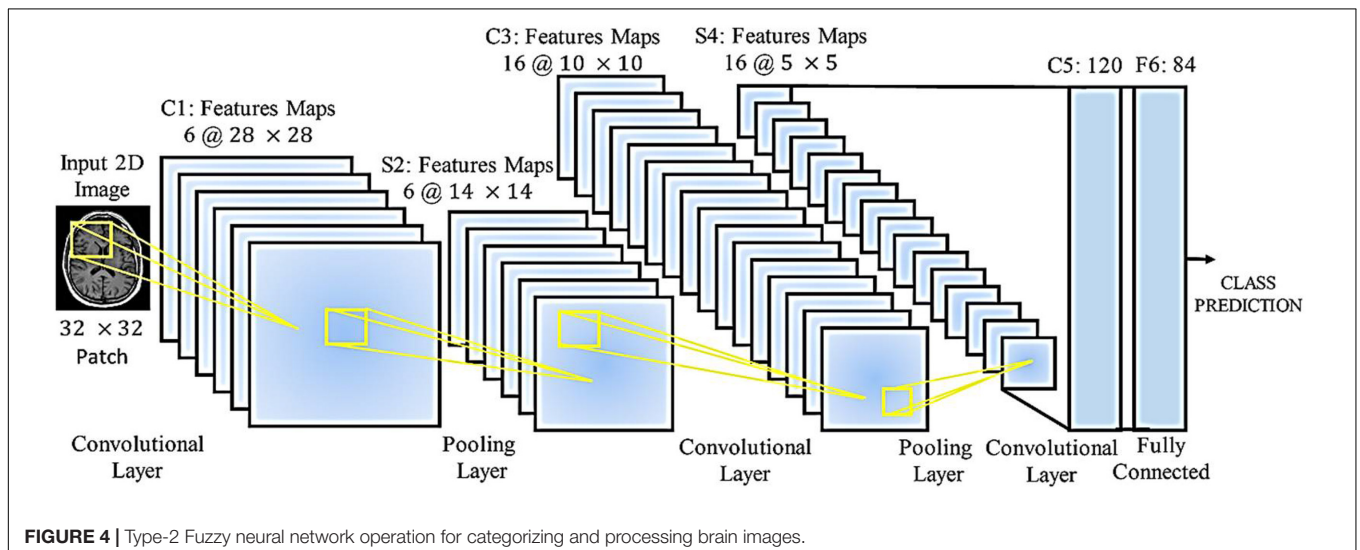 C3: Features Maps
16 @ 10 × 10
S4: Features Maps
16 @ 5 × 5
C5: 120
F6: 84
C1: Features Maps
6 @ 28 × 28
S2: Features Maps
6 @ 14 × 14
Input 2D
Image
32 × 32
Patch
CLASS
PREDICTION
Convolutional
Layer
Pooling
Layer
Convolutional
Layer
Pooling
Layer
Convolutional
Layer
Fully
Connected
FIGURE 4 | Type-2 Fuzzy neural network operation for categorizing and processing brain images.